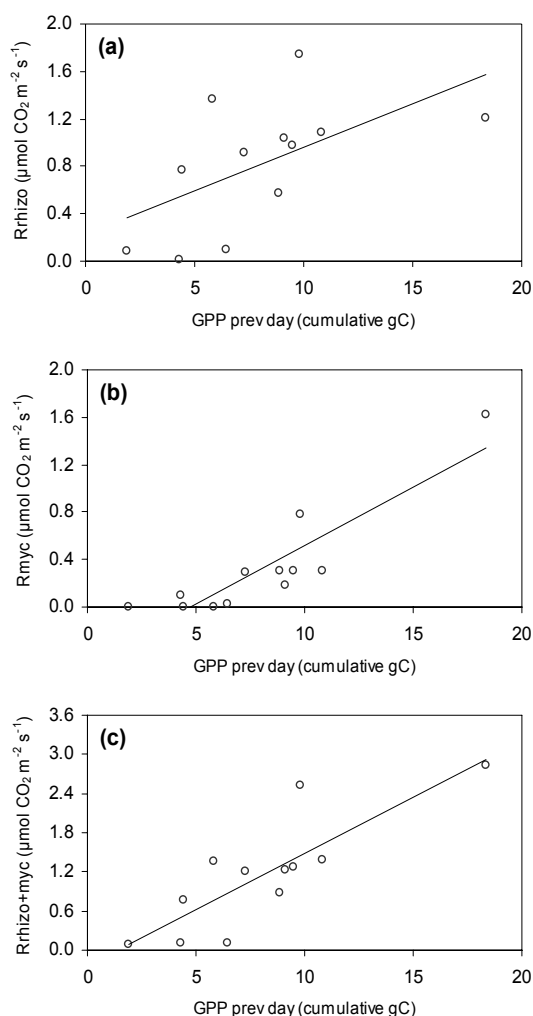 (a)
Rrhizo (µmol CO₂ m⁻² s⁻¹)
2.0
1.6
1.2
0.8
0.4
0.0
0 5 10 15 20
GPP prev day (cumulative gC)
(b)
Rmyc (µmol CO₂ m⁻² s⁻¹)
2.0
1.6
1.2
0.8
0.4
0.0
0 5 10 15 20
GPP prev day (cumulative gC)
(c)
Rrhizo+myc (µmol CO₂ m⁻² s⁻¹)
3.6
3.0
2.4
1.8
1.2
0.6
0.0
0 5 10 15 20
GPP prev day (cumulative gC)